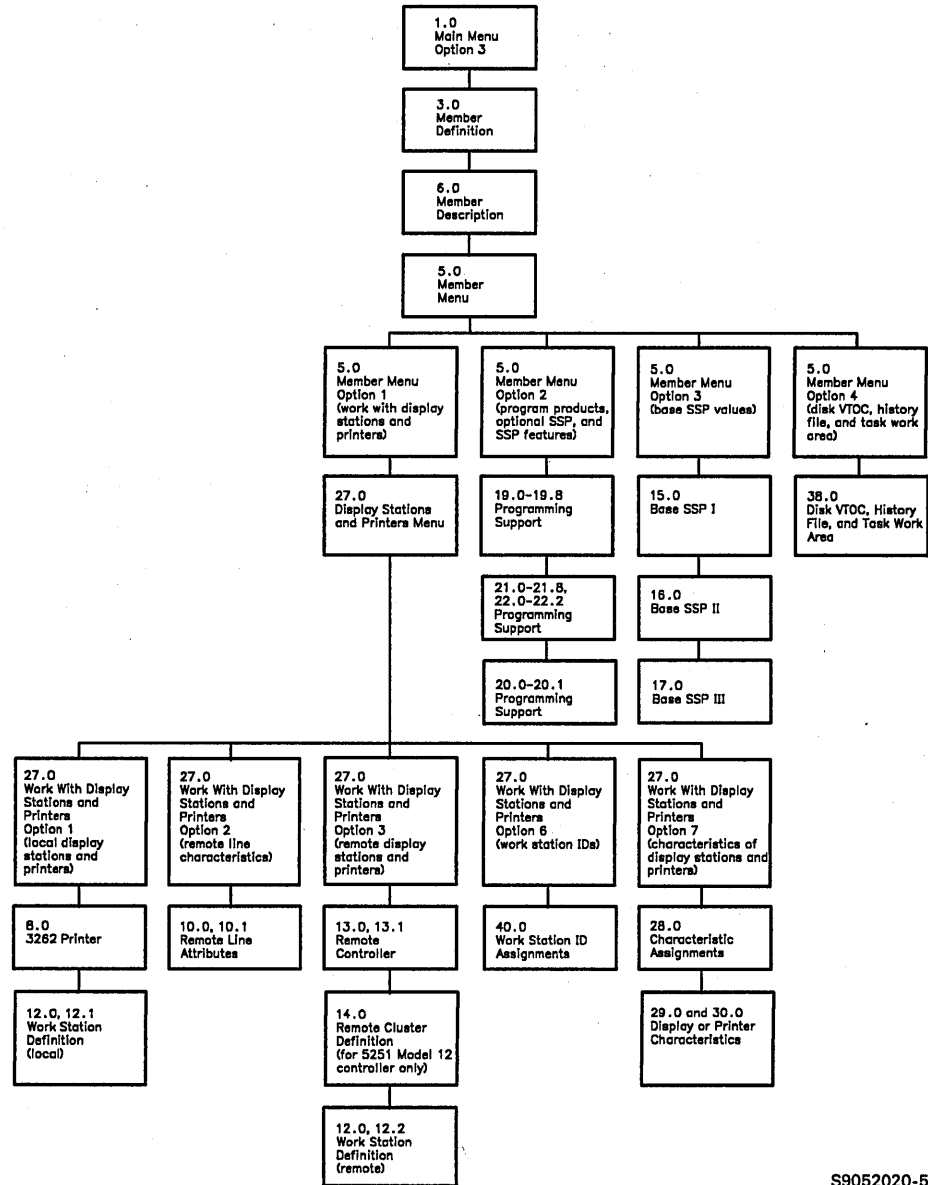 1.0
Main Menu
Option 3
3.0
Member
Definition
6.0
Member
Description
5.0
Member
Menu
5.0
Member Menu
Option 1
(work with display
stations and
printers)
5.0
Member Menu
Option 2
(program products,
optional SSP, and
SSP features)
5.0
Member Menu
Option 3
(base SSP values)
5.0
Member Menu
Option 4
(disk VTOC, history
file, and task work
area)
27.0
Display Stations
and Printers Menu
19.0-19.8
Programming
Support
15.0
Base SSP I
38.0
Disk VTOC, History
File, and Task Work
Area
21.0-21.8,
22.0-22.2
Programming
Support
16.0
Base SSP II
20.0-20.1
Programming
Support
17.0
Base SSP III
27.0
Work With Display
Stations and
Printers
Option 1
(local display
stations and
printers)
27.0
Work With Display
Stations and
Printers
Option 2
(remote line
characteristics)
27.0
Work With Display
Stations and
Printers
Option 3
(remote display
stations and
printers)
27.0
Work With Display
Stations and
Printers
Option 6
(work station IDs)
27.0
Work With Display
Stations and
Printers
Option 7
(characteristics of
display stations and
printers)
8.0
3262 Printer
10.0, 10.1
Remote Line
Attributes
13.0, 13.1
Remote
Controller
40.0
Work Station ID
Assignments
28.0
Characteristic
Assignments
12.0, 12.1
Work Station
Definition
(local)
14.0
Remote Cluster
Definition
(for 5251 Model 12
controller only)
29.0 and 30.0
Display or Printer
Characteristics
12.0, 12.2
Work Station
Definition
(remote)
S9052020-5